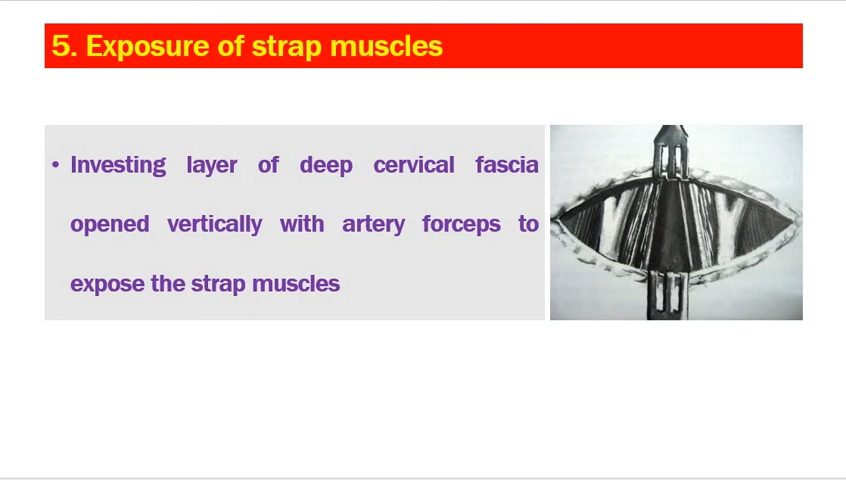 5. Exposure of strap muscles
• Investing layer of deep cervical fascia
opened vertically with artery forceps to
expose the strap muscles